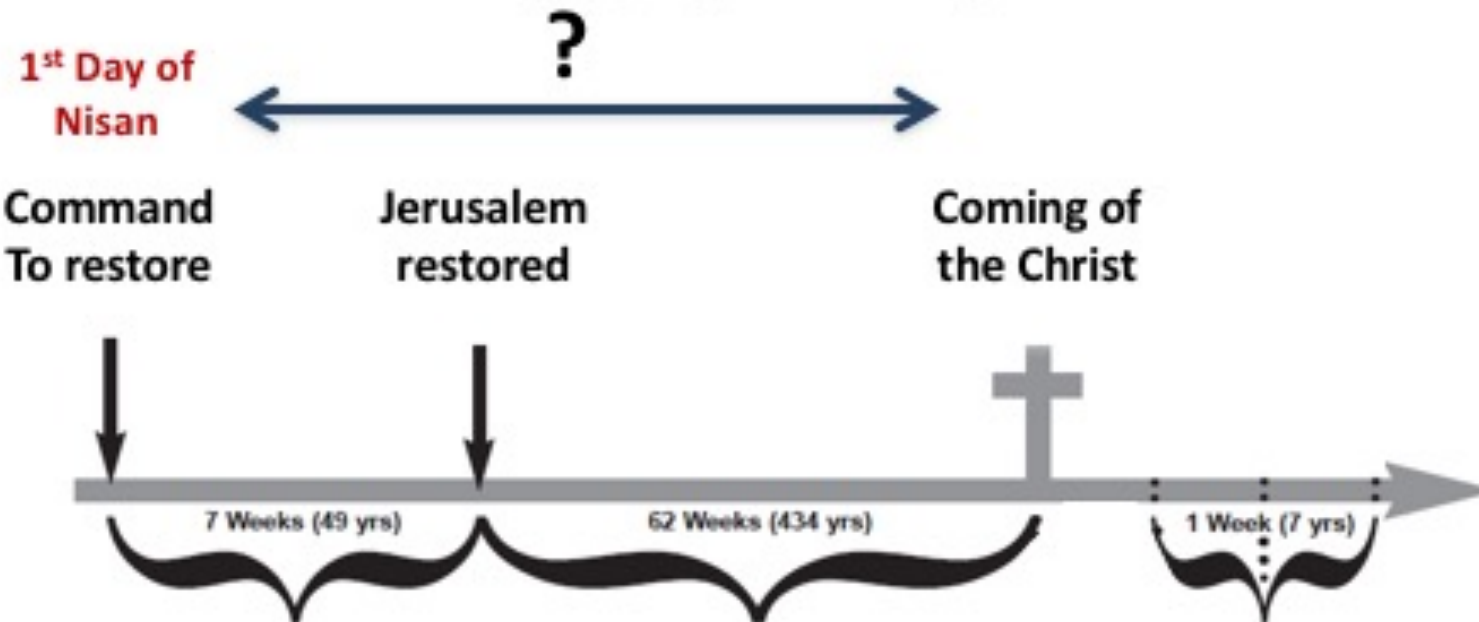 ?
1st Day of
Nisan
Command
To restore
Jerusalem
restored
Coming of
the Christ
7 Weeks (49 yrs)
62 Weeks (434 yrs)
1 Week (7 yrs)